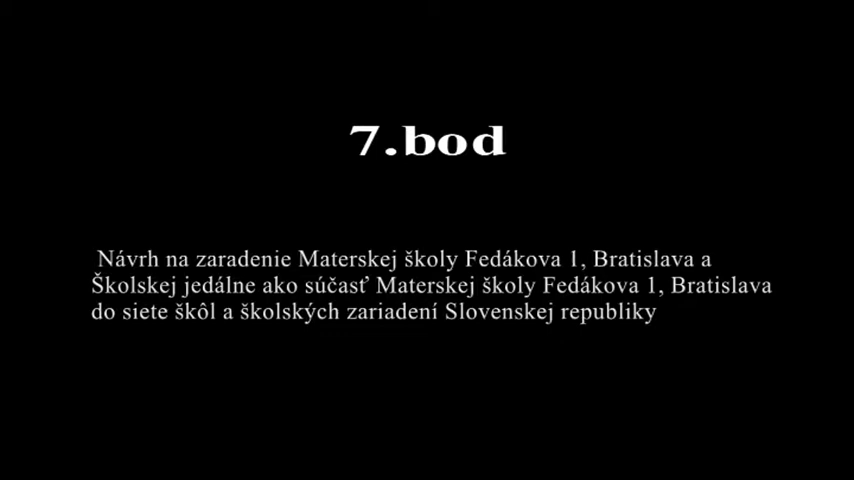 7.bod
Návrh na zaradenie Materskej školy Fedákova 1, Bratislava a
Školskej jedálne ako súčasť Materskej školy Fedákova 1, Bratislava
do siete škôl a školských zariadení Slovenskej republiky